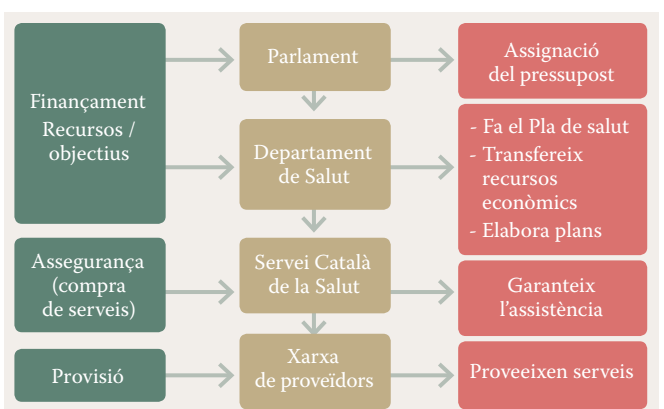 Finançament
Recursos /
objectius
Parlament
Assignació
del pressupost
Departament
de Salut
- Fa el Pla de salut
- Transfereix
recursos
econòmics
- Elabora plans
Assegurança
(compra
de serveis)
Servei Català
de la Salut
Garanteix
l’assistència
Provisió
Xarxa
de proveïdors
Proveeixen serveis